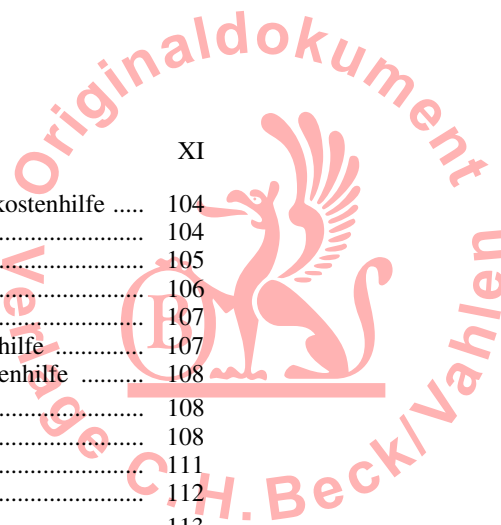 Originaldokument
XI
kostenhilfe ..... 104
........................ 104
........................ 105
........................ 106
........................ 107
hilfe .............. 107
enhilfe .......... 108
........................ 108
........................ 108
........................ 111
........................ 112
113
B
Verlage C.H.Beck/Vahlen